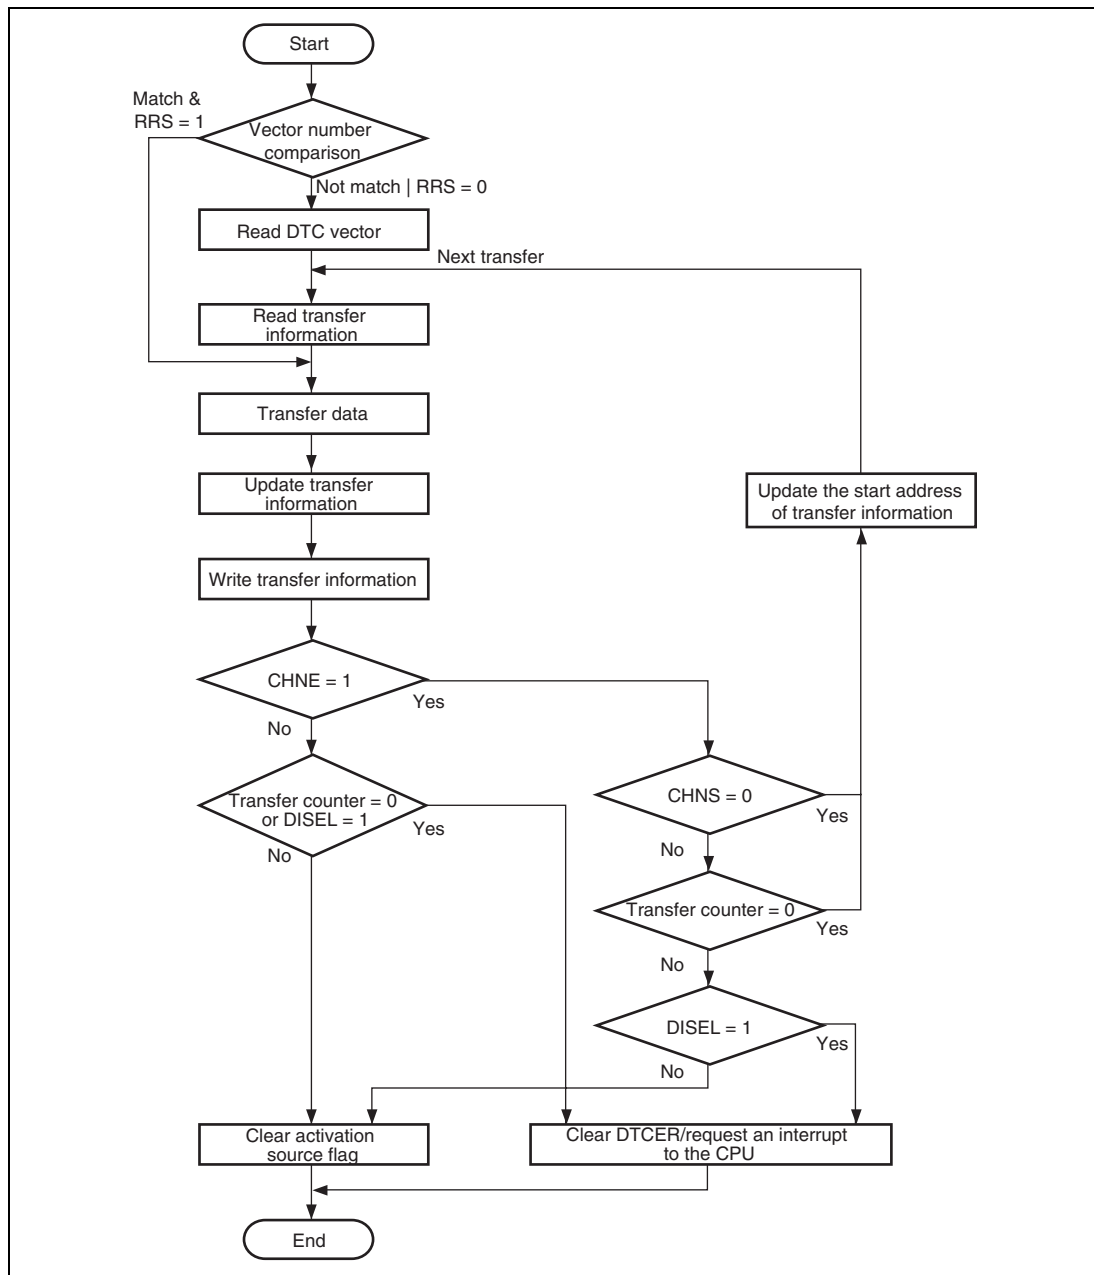 Start
Match &
RRS = 1
Vector number
comparison
Not match | RRS = 0
Read DTC vector
Next transfer
Read transfer
information
Transfer data
Update transfer
information
Update the start address
of transfer information
Write transfer information
CHNE = 1
Yes
No
Transfer counter = 0
or DISEL = 1
Yes
No
CHNS = 0
Yes
No
Transfer counter = 0
Yes
No
DISEL = 1
Yes
No
Clear activation
source flag
Clear DTCER/request an interrupt
to the CPU
End